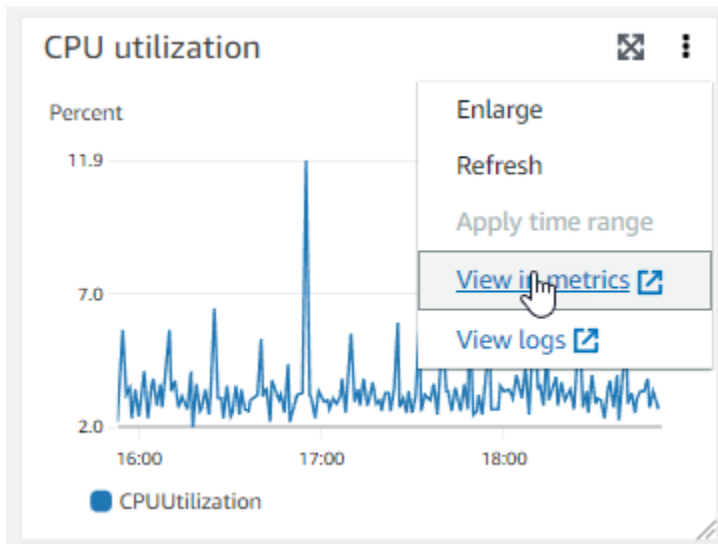 CPU utilization
Percent
Enlarge
Refresh
Apply time range
View in metrics
View logs
11.9
7.0
2.0
16:00 17:00 18:00
CPUUtilization